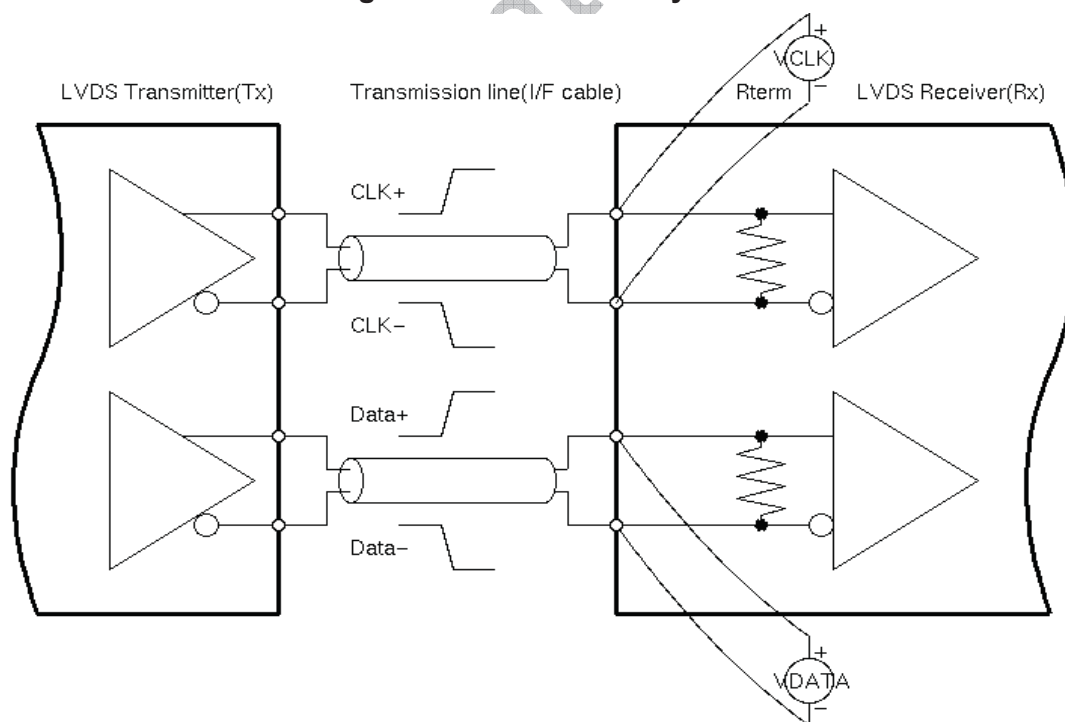 VCLK
+
−
LVDS Transmitter(Tx)
Transmission line(I/F cable)
Rterm
LVDS Receiver(Rx)
CLK+
CLK−
Data+
Data−
+
VDATA
−